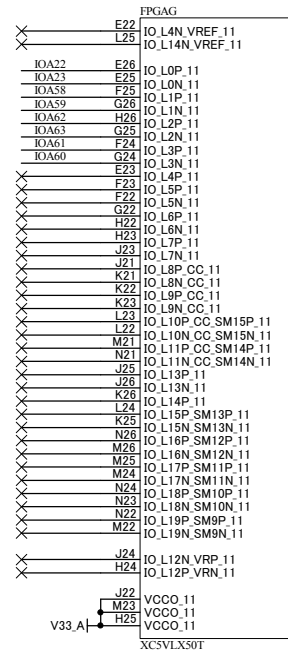 FPGAG
E22 IO_L4N_VREF_11
L25 IO_L14N_VREF_11
IOA22 E26 IO_L0P_11
IOA23 E25 IO_L0N_11
IOA58 F25 IO_L1P_11
IOA59 G26 IO_L1N_11
IOA62 H26 IO_L2P_11
IOA63 G25 IO_L2N_11
IOA61 F24 IO_L3P_11
IOA60 G24 IO_L3N_11
E23 IO_L4P_11
F23 IO_L5P_11
F22 IO_L5N_11
G22 IO_L6P_11
H22 IO_L6N_11
H23 IO_L7P_11
J23 IO_L7N_11
J21 IO_L8P_CC_11
K21 IO_L8N_CC_11
K22 IO_L9P_CC_11
K23 IO_L9N_CC_11
L23 IO_L10P_CC_SM15P_11
L22 IO_L10N_CC_SM15N_11
M21 IO_L11P_CC_SM14P_11
N21 IO_L11N_CC_SM14N_11
J25 IO_L13P_11
J26 IO_L13N_11
K26 IO_L14P_11
L24 IO_L15P_SM13P_11
K25 IO_L15N_SM13N_11
N26 IO_L16P_SM12P_11
M26 IO_L16N_SM12N_11
M25 IO_L17P_SM11P_11
M24 IO_L17N_SM11N_11
N24 IO_L18P_SM10P_11
N23 IO_L18N_SM10N_11
N22 IO_L19P_SM9P_11
M22 IO_L19N_SM9N_11
J24 IO_L12N_VRP_11
H24 IO_L12P_VRN_11
J22 VCCO_11
M23 VCCO_11
V33_A H25 VCCO_11
XC5VLX50T